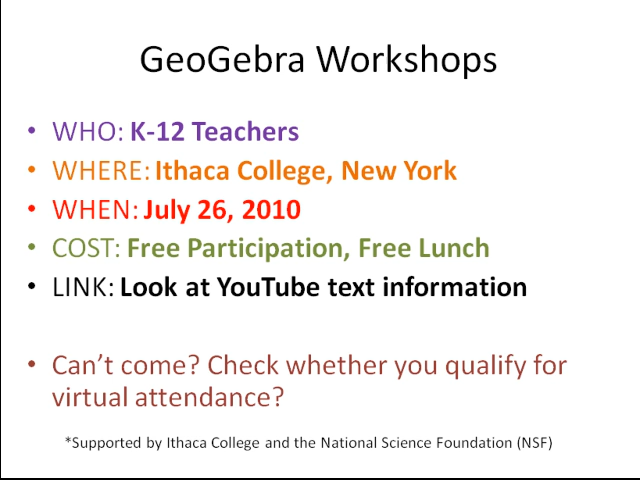 GeoGebra Workshops
• WHO: K-12 Teachers
• WHERE: Ithaca College, New York
• WHEN: July 26, 2010
• COST: Free Participation, Free Lunch
• LINK: Look at YouTube text information
• Can’t come? Check whether you qualify for
virtual attendance?
*Supported by Ithaca College and the National Science Foundation (NSF)